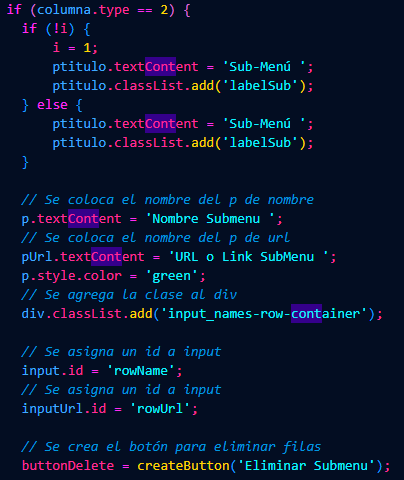 if (columna.type == 2) {
if (!i) {
i = 1;
ptitulo.textContent = 'Sub-Menú ';
ptitulo.classList.add('labelSub');
} else {
ptitulo.textContent = 'Sub-Menú ';
ptitulo.classList.add('labelSub');
}
// Se coloca el nombre del p de nombre
p.textContent = 'Nombre Submenu ';
// Se coloca el nombre del p de url
pUrl.textContent = 'URL o Link SubMenu ';
p.style.color = 'green';
// Se agrega la clase al div
div.classList.add('input_names-row-container');
// Se asigna un id a input
input.id = 'rowName';
// Se asigna un id a input
inputUrl.id = 'rowUrl';
// Se crea el botón para eliminar filas
buttonDelete = createButton('Eliminar Submenu');